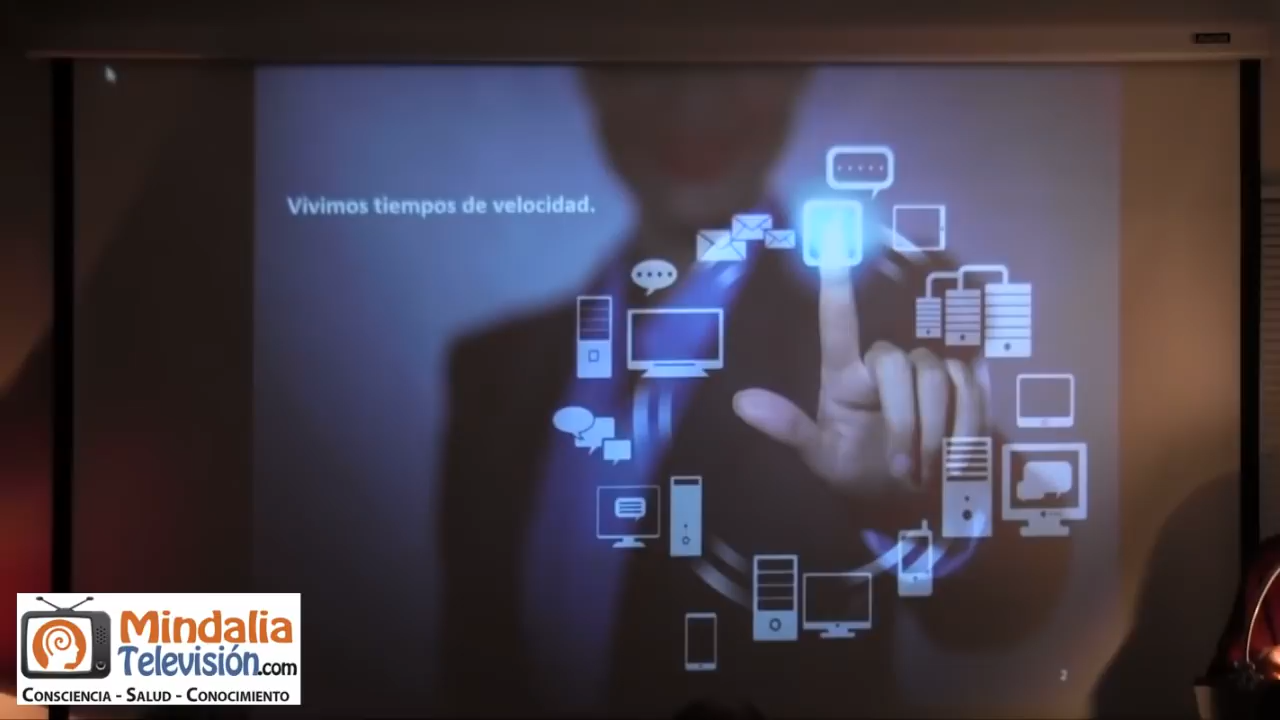 Vivimos tiempos de velocidad.
2
Mindalia
Televisión.com
CONSCIENCIA - SALUD - CONOCIMIENTO